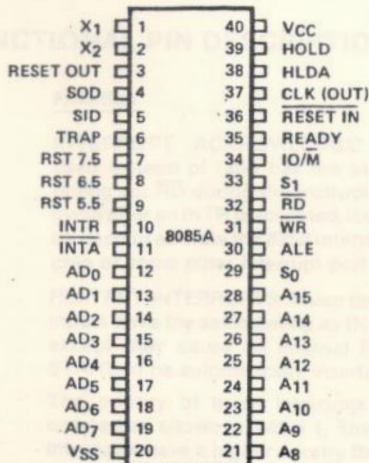 X1 1 40 VCC
X2 2 39 HOLD
RESET OUT 3 38 HLDA
SOD 4 37 CLK (OUT)
SID 5 36 RESET IN
TRAP 6 35 READY
RST 7.5 7 34 IO/M
RST 6.5 8 33 S1
RST 5.5 9 32 RD
INTR 10 31 WR
8085A
INTA 11 30 ALE
AD0 12 29 S0
AD1 13 28 A15
AD2 14 27 A14
AD3 15 26 A13
AD4 16 25 A12
AD5 17 24 A11
AD6 18 23 A10
AD7 19 22 A9
VSS 20 21 A8